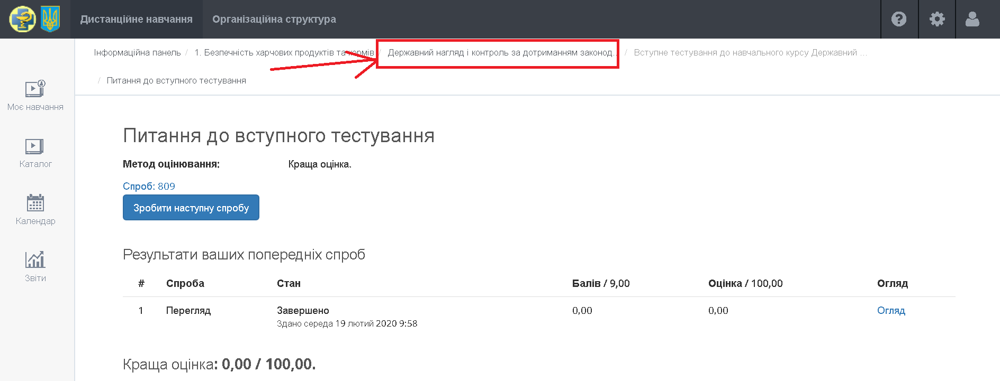 Дистанційне навчання Організаційна структура
Інформаційна панель / 1. Безпечність харчових продуктів та кормів / Державний нагляд і контроль за дотриманням законод... / Вступне тестування до навчального курсу Державний ...
/ Питання до вступного тестування
Моє навчання
Каталог
Календар
Звіти
Питання до вступного тестування
Метод оцінювання: Краща оцінка.
Спроб: 809
Зробити наступну спробу
Результати ваших попередніх спроб
# Спроба Стан Балів / 9,00 Оцінка / 100,00 Огляд
1 Перегляд Завершено 0,00 0,00 Огляд
Здано середа 19 лютий 2020 9:58
Краща оцінка: 0,00 / 100,00.